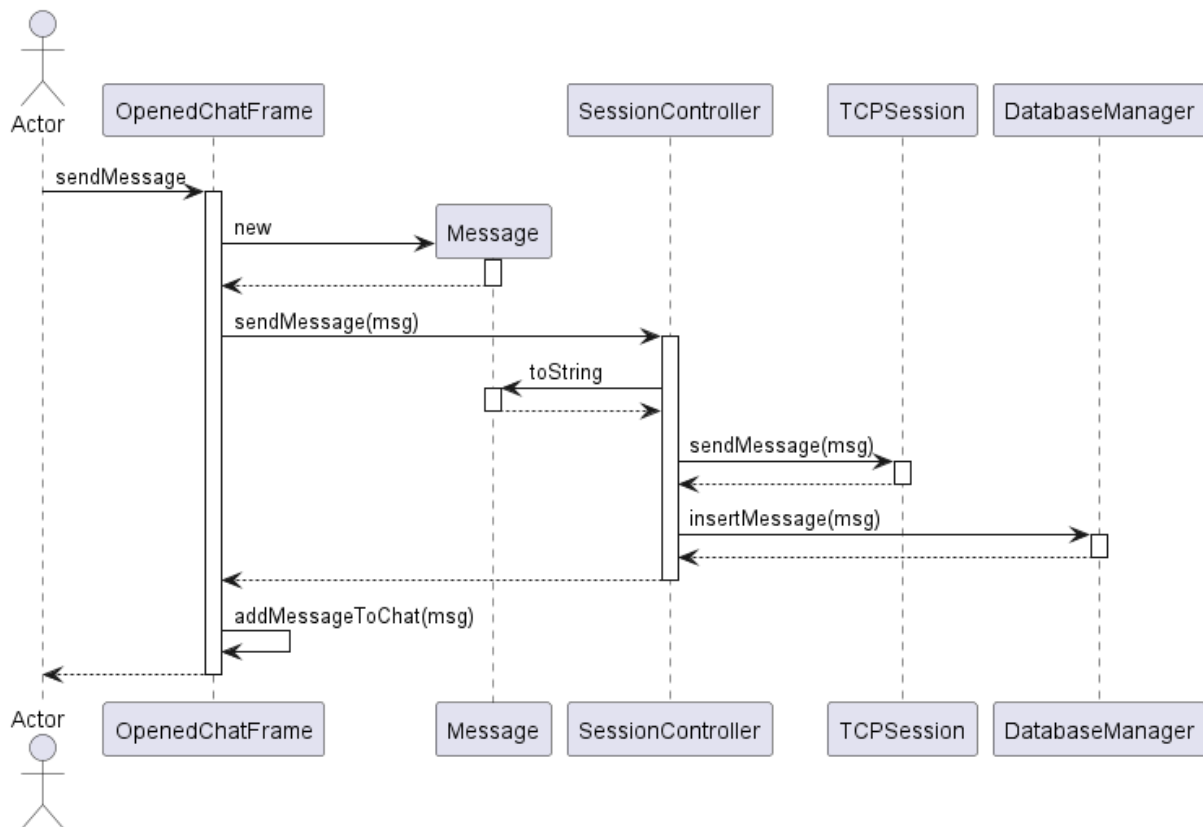 Actor
OpenedChatFrame
SessionController
TCPSession
DatabaseManager
sendMessage
new
Message
sendMessage(msg)
toString
sendMessage(msg)
insertMessage(msg)
addMessageToChat(msg)
Actor
OpenedChatFrame
Message
SessionController
TCPSession
DatabaseManager